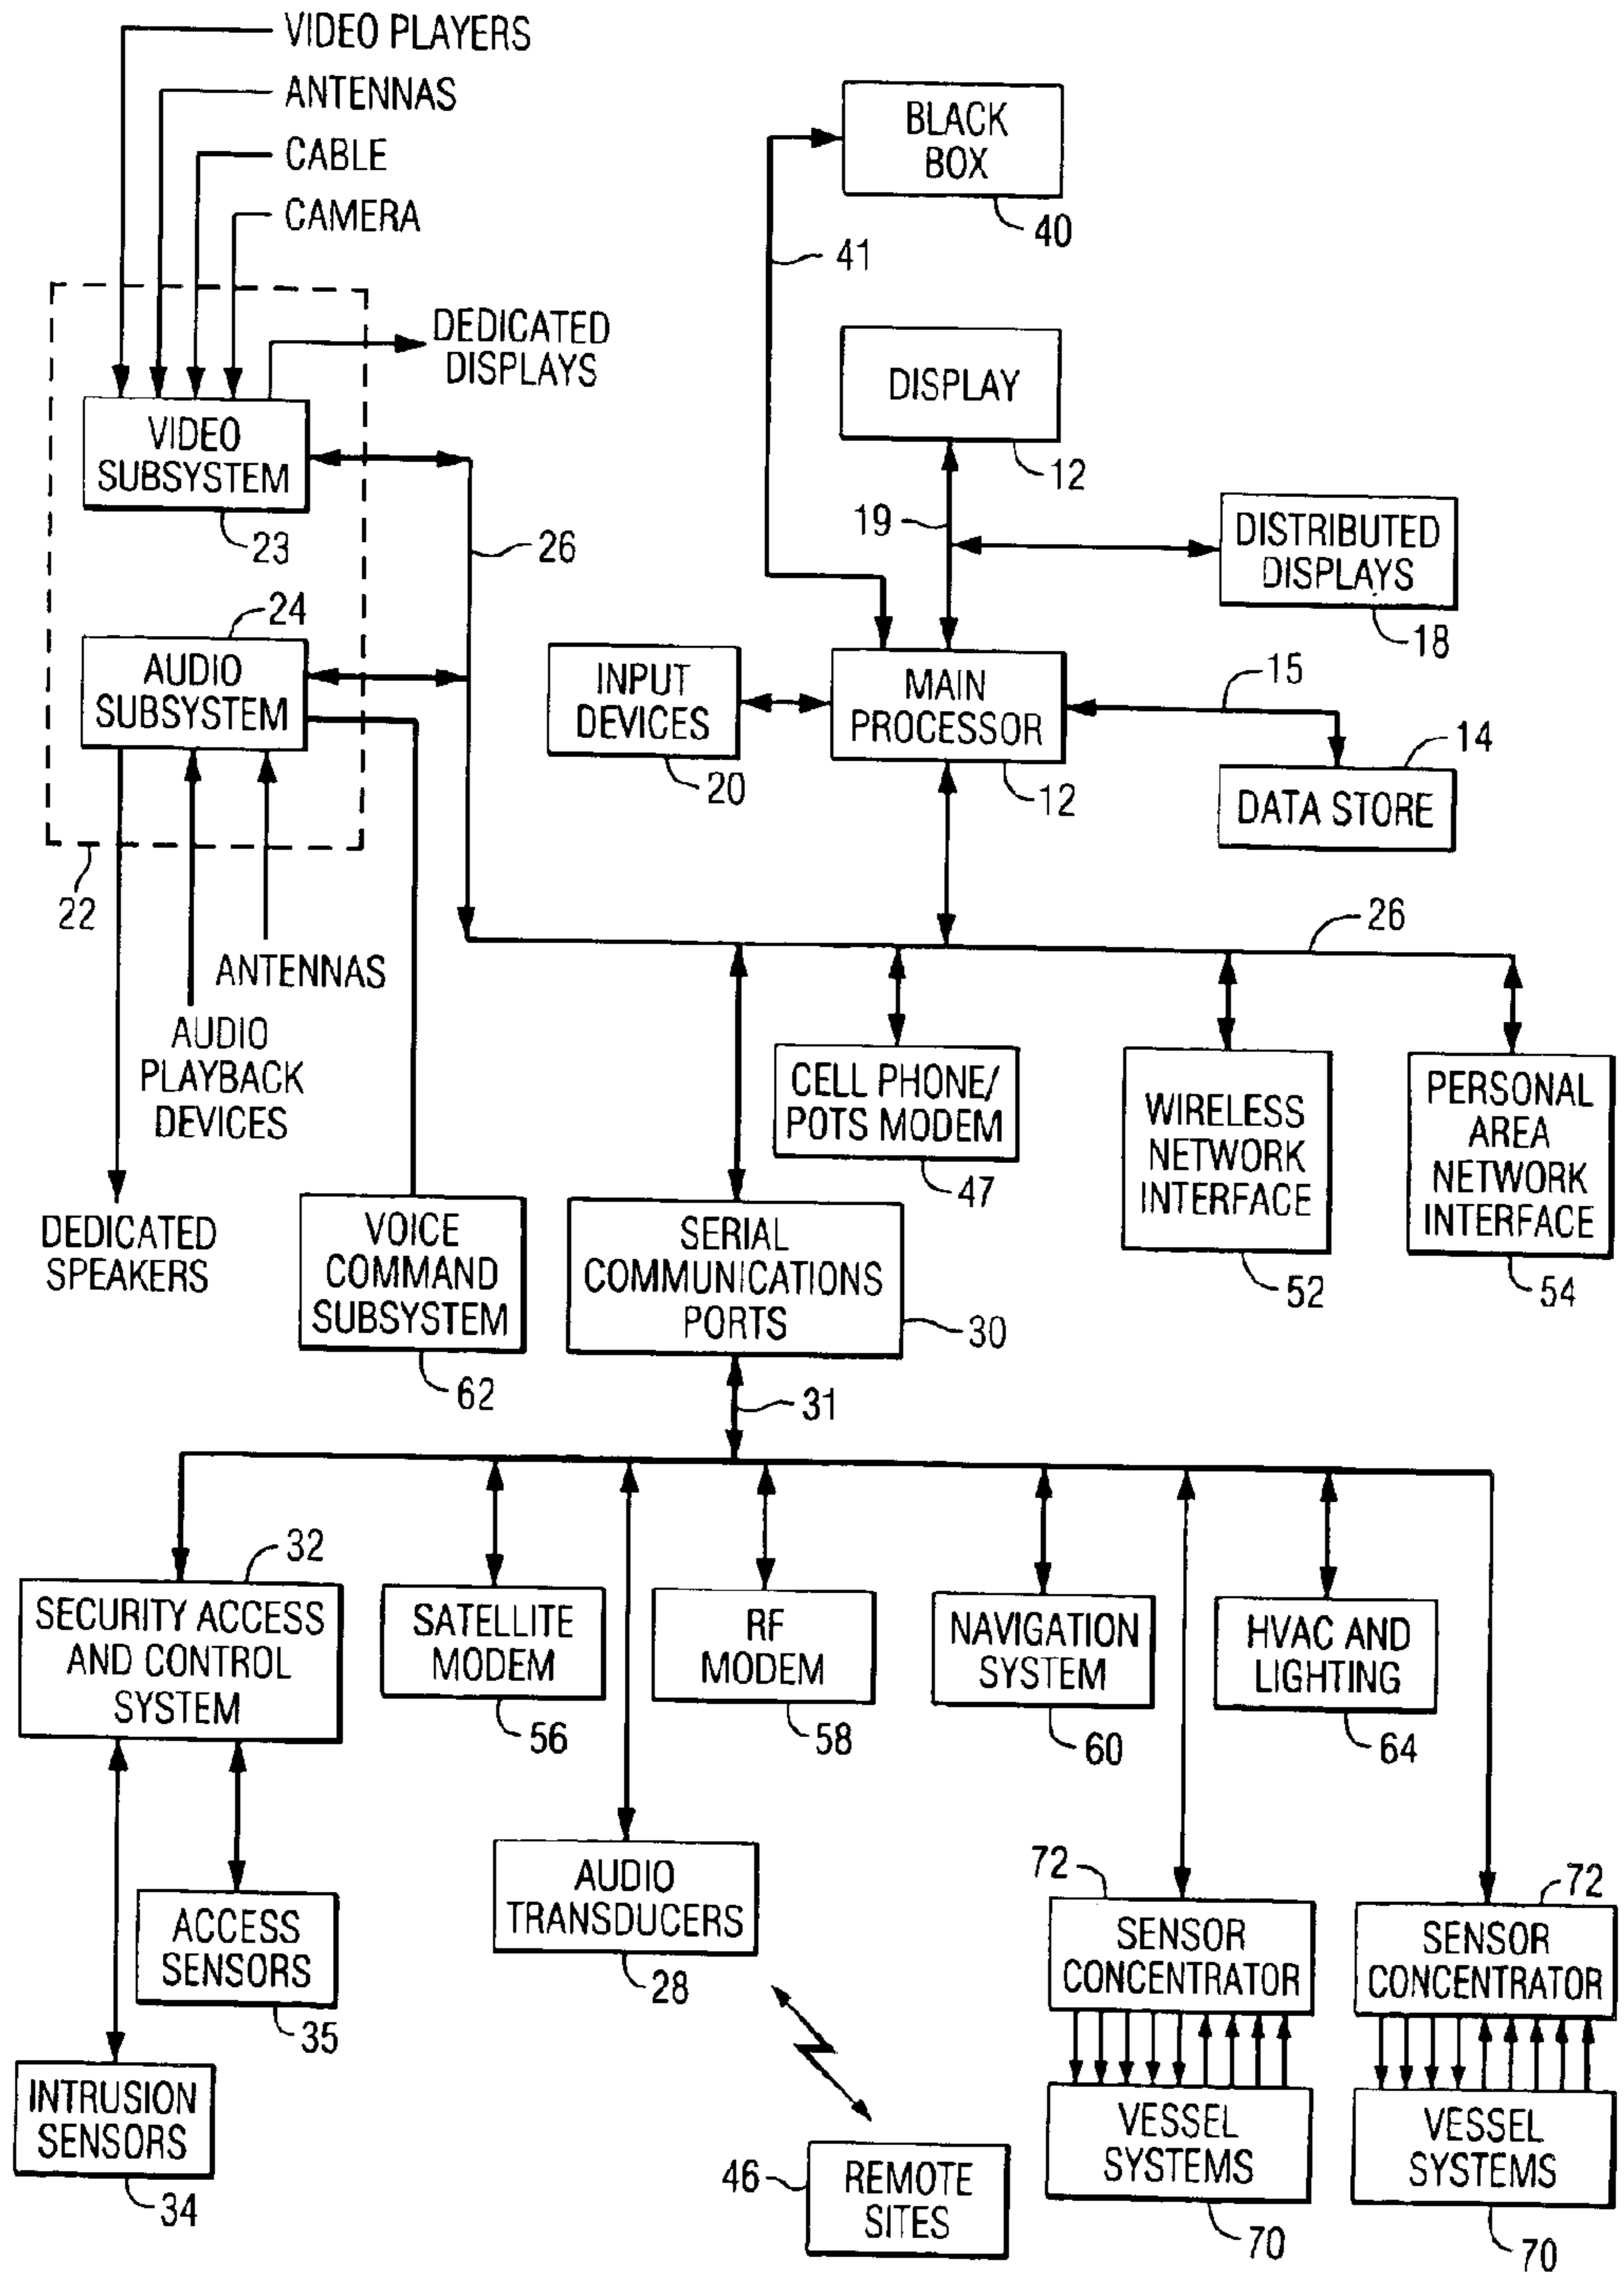 VIDEO PLAYERS
ANTENNAS
CABLE
CAMERA
DEDICATED
DISPLAYS
VIDEO
SUBSYSTEM
23
26
24
AUDIO
SUBSYSTEM
22
ANTENNAS
AUDIO
PLAYBACK
DEVICES
DEDICATED
SPEAKERS
VOICE
COMMAND
SUBSYSTEM
62
BLACK
BOX
40
41
DISPLAY
12
19
DISTRIBUTED
DISPLAYS
18
INPUT
DEVICES
20
MAIN
PROCESSOR
12
15
14
DATA STORE
26
CELL PHONE/
POTS MODEM
47
WIRELESS
NETWORK
INTERFACE
52
PERSONAL
AREA
NETWORK
INTERFACE
54
SERIAL
COMMUNICATIONS
PORTS
30
31
32
SECURITY ACCESS
AND CONTROL
SYSTEM
SATELLITE
MODEM
56
RF
MODEM
58
NAVIGATION
SYSTEM
60
HVAC AND
LIGHTING
64
ACCESS
SENSORS
35
INTRUSION
SENSORS
34
AUDIO
TRANSDUCERS
28
46
REMOTE
SITES
72
SENSOR
CONCENTRATOR
VESSEL
SYSTEMS
70
72
SENSOR
CONCENTRATOR
VESSEL
SYSTEMS
70